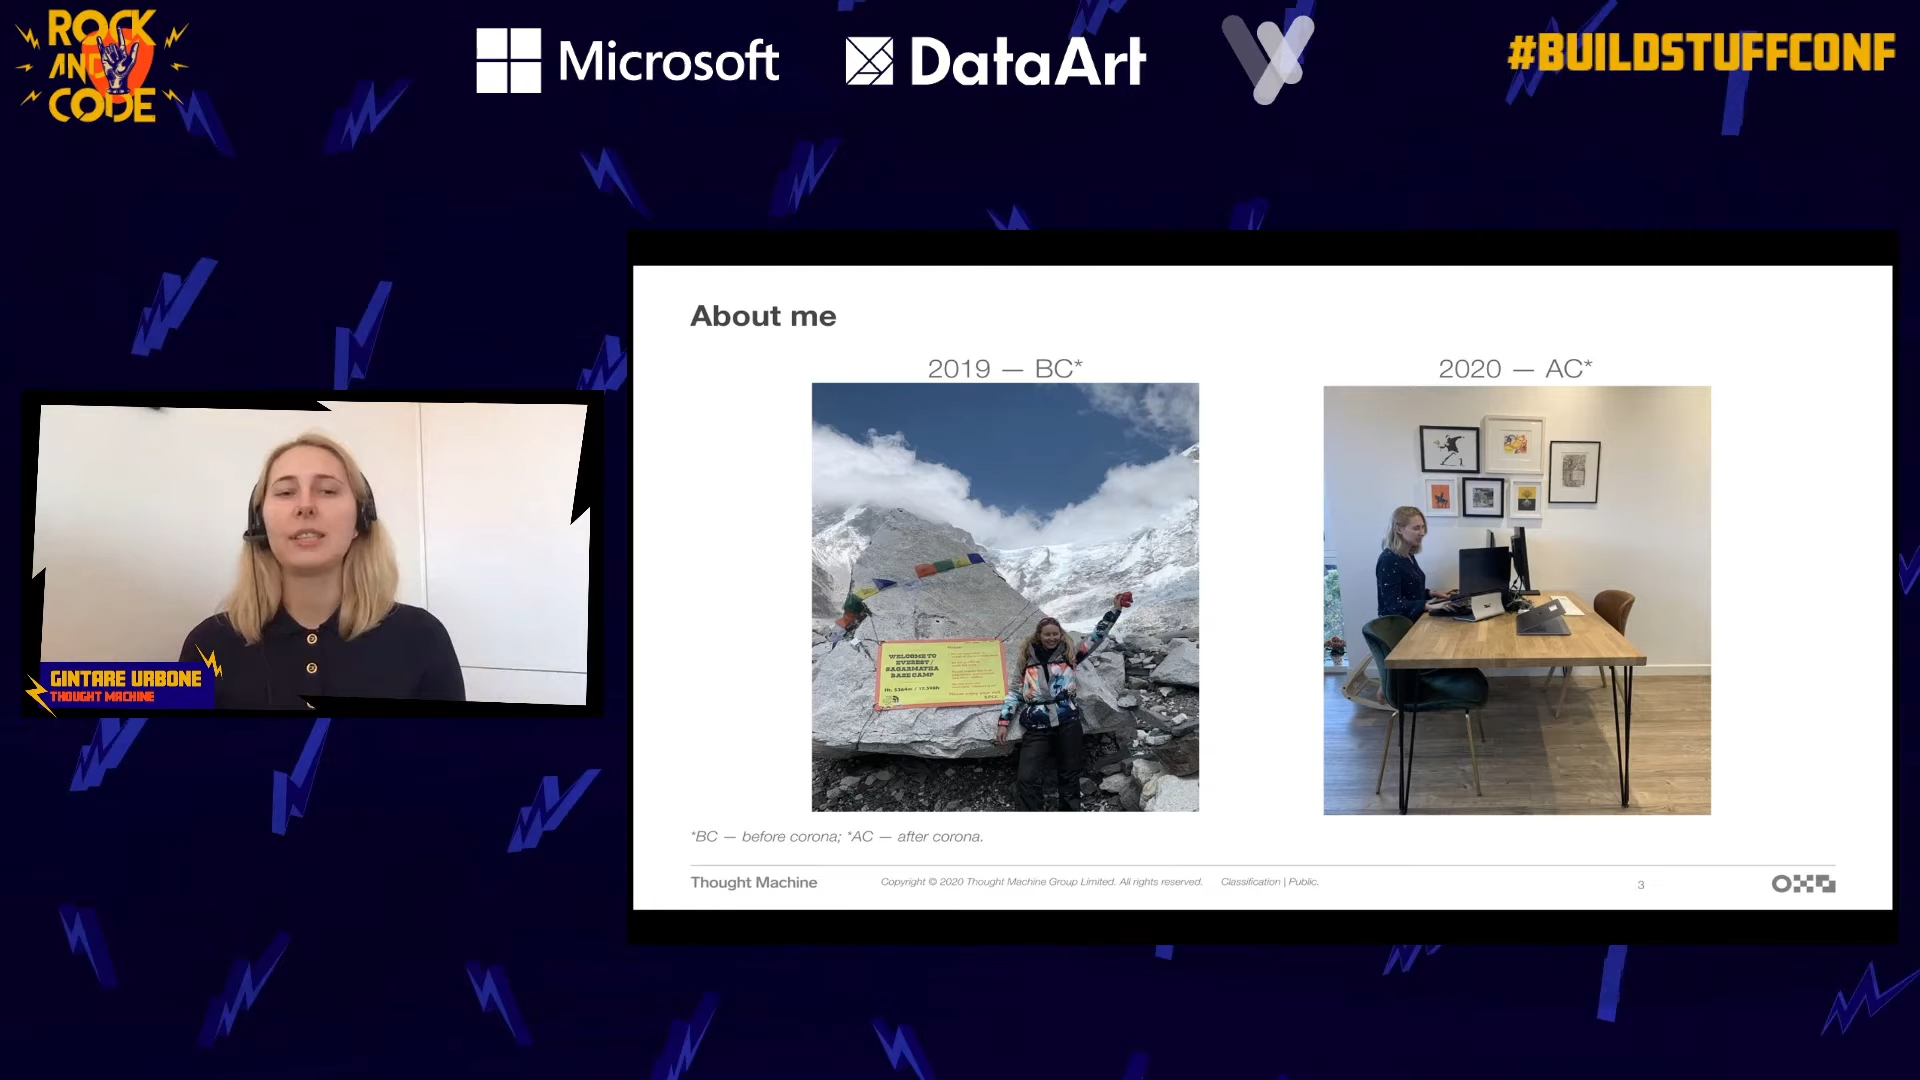 ROCK
AND
CODE
Microsoft
DataArt
#BUILDSTUFFCONF
About me
2019 — BC*
2020 — AC*
WELCOME TO
EVEREST /
SAGARMATHA
BASE CAMP
GINTARE URBONE
THOUGHT MACHINE
*BC — before corona; *AC — after corona.
Thought Machine
Copyright © 2020 Thought Machine Group Limited. All rights reserved.
Classification | Public.
3